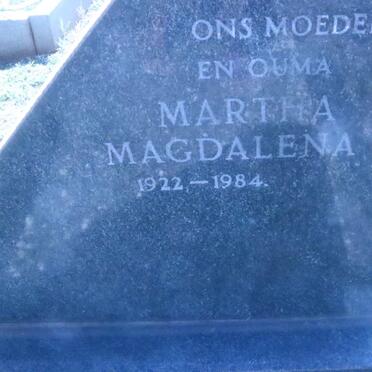 ONS MOEDE
EN OUMA
MARTHA
MAGDALENA
1922 – 1984.